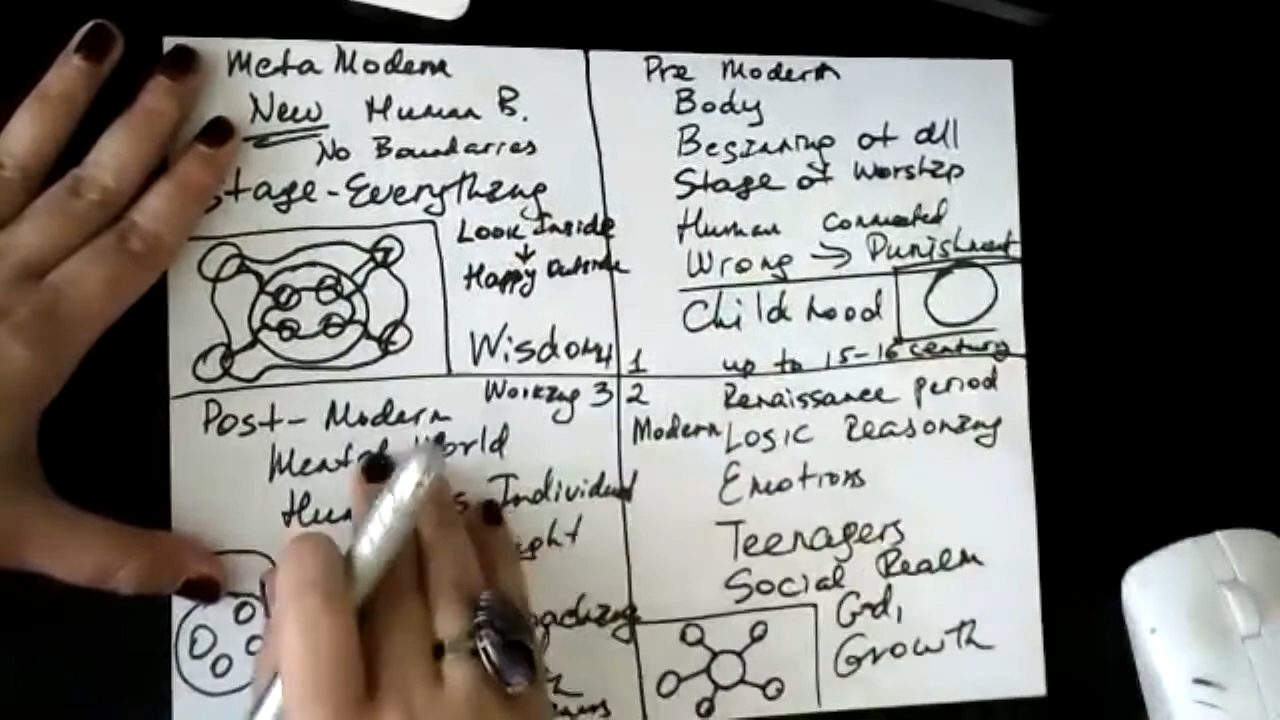 Meta Modern
New Human B.
No Boundaries
Stage - Everything
Look Inside
↓
Happy Outside
Wisdom 4
Pre Modern
Body
Beginning of all
Stage of Worship
Human connected
Wrong → Punishment
Childhood
1 up to 15-16 century
Working 3
Post - Modern
Mental World
Individual
2 Renaissance period
Modern Logic Reasoning
Emotions
Teenagers
Social Realm
God,
Growth